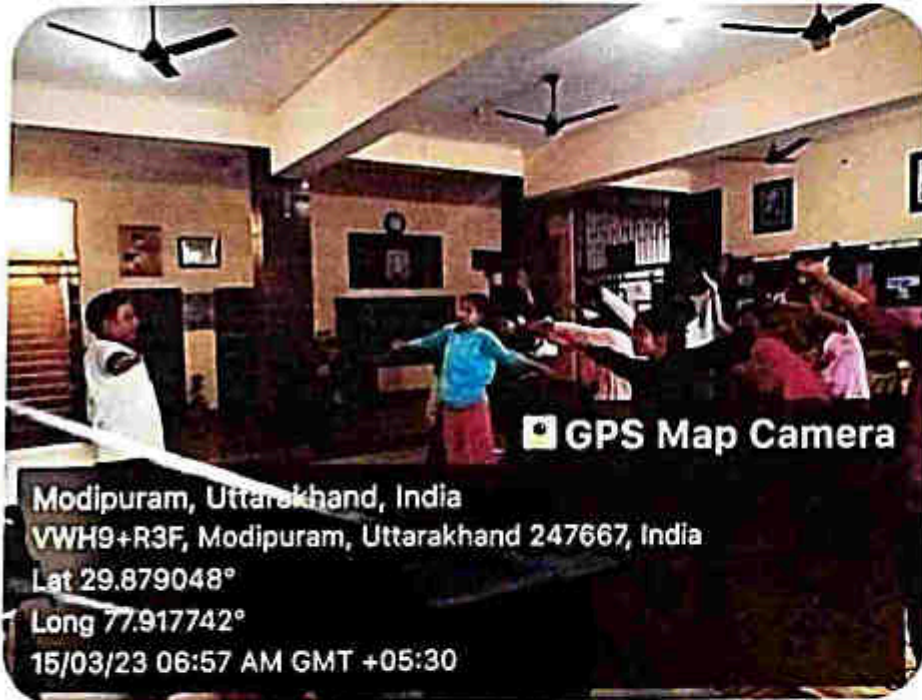 GPS Map Camera
Modipuram, Uttarakhand, India
VWH9+R3F, Modipuram, Uttarakhand 247667, India
Lat 29.879048°
Long 77.917742°
15/03/23 06:57 AM GMT +05:30